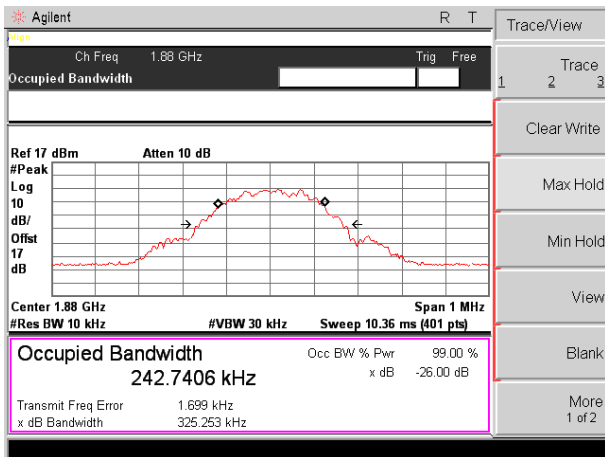 Agilent R T
Align
Ch Freq 1.88 GHz Trig Free
Occupied Bandwidth
Ref 17 dBm Atten 10 dB
#Peak
Log
10
dB/
Offst
17
dB
Center 1.88 GHz Span 1 MHz
#Res BW 10 kHz #VBW 30 kHz Sweep 10.36 ms (401 pts)
Occupied Bandwidth Occ BW % Pwr 99.00 %
242.7406 kHz x dB -26.00 dB
Transmit Freq Error 1.699 kHz
x dB Bandwidth 325.253 kHz
Trace/View
Trace
1 2 3
Clear Write
Max Hold
Min Hold
View
Blank
More
1 of 2